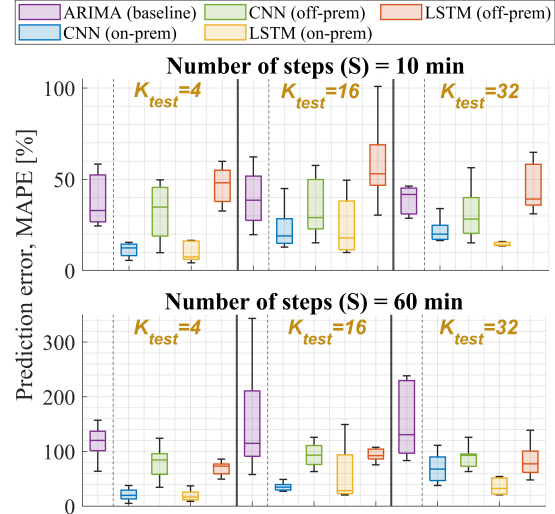 ARIMA (baseline) CNN (off-prem) LSTM (off-prem)
CNN (on-prem) LSTM (on-prem)
Number of steps (S) = 10 min
K_test=4 K_test=16 K_test=32
100
50
0
Prediction error, MAPE [%]
Number of steps (S) = 60 min
K_test=4 K_test=16 K_test=32
300
200
100
0